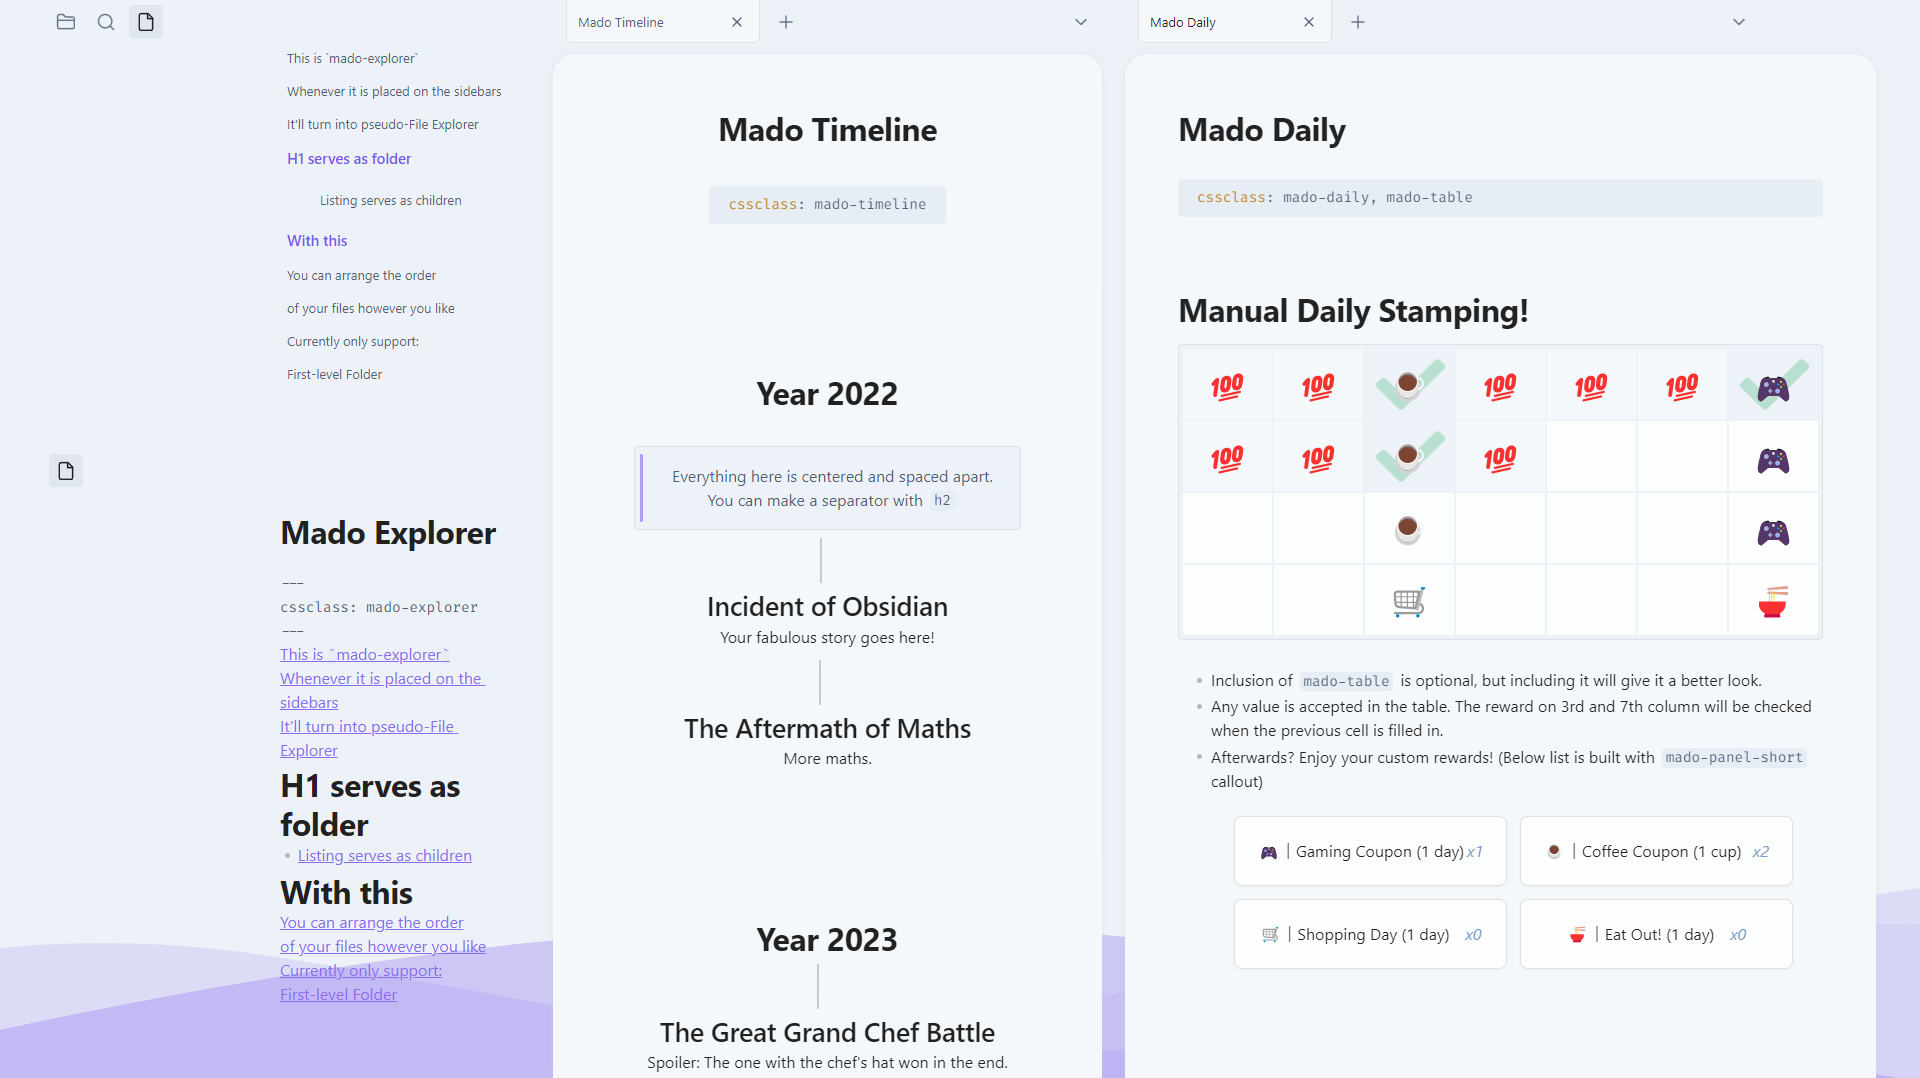 This is `mado-explorer`
Whenever it is placed on the sidebars
It'll turn into pseudo-File Explorer
H1 serves as folder
Listing serves as children
With this
You can arrange the order
of your files however you like
Currently only support:
First-level Folder
Mado Explorer
---
cssclass: mado-explorer
---
This is `mado-explorer`
Whenever it is placed on the
sidebars
It'll turn into pseudo-File
Explorer
H1 serves as
folder
Listing serves as children
With this
You can arrange the order
of your files however you like
Currently only support:
First-level Folder
Mado Timeline
Mado Timeline
cssclass: mado-timeline
Year 2022
Everything here is centered and spaced apart.
You can make a separator with h2
Incident of Obsidian
Your fabulous story goes here!
The Aftermath of Maths
More maths.
Year 2023
The Great Grand Chef Battle
Spoiler: The one with the chef's hat won in the end.
Mado Daily
Mado Daily
cssclass: mado-daily, mado-table
Manual Daily Stamping!
💯 💯 ☕ 💯 💯 💯 🎮
💯 💯 ☕ 💯 🎮
☕ 🎮
🛒 🍜
Inclusion of mado-table is optional, but including it will give it a better look.
Any value is accepted in the table. The reward on 3rd and 7th column will be checked
when the previous cell is filled in.
Afterwards? Enjoy your custom rewards! (Below list is built with mado-panel-short
callout)
🎮 | Gaming Coupon (1 day) x1
☕ | Coffee Coupon (1 cup) x2
🛒 | Shopping Day (1 day) x0
🍜 | Eat Out! (1 day) x0